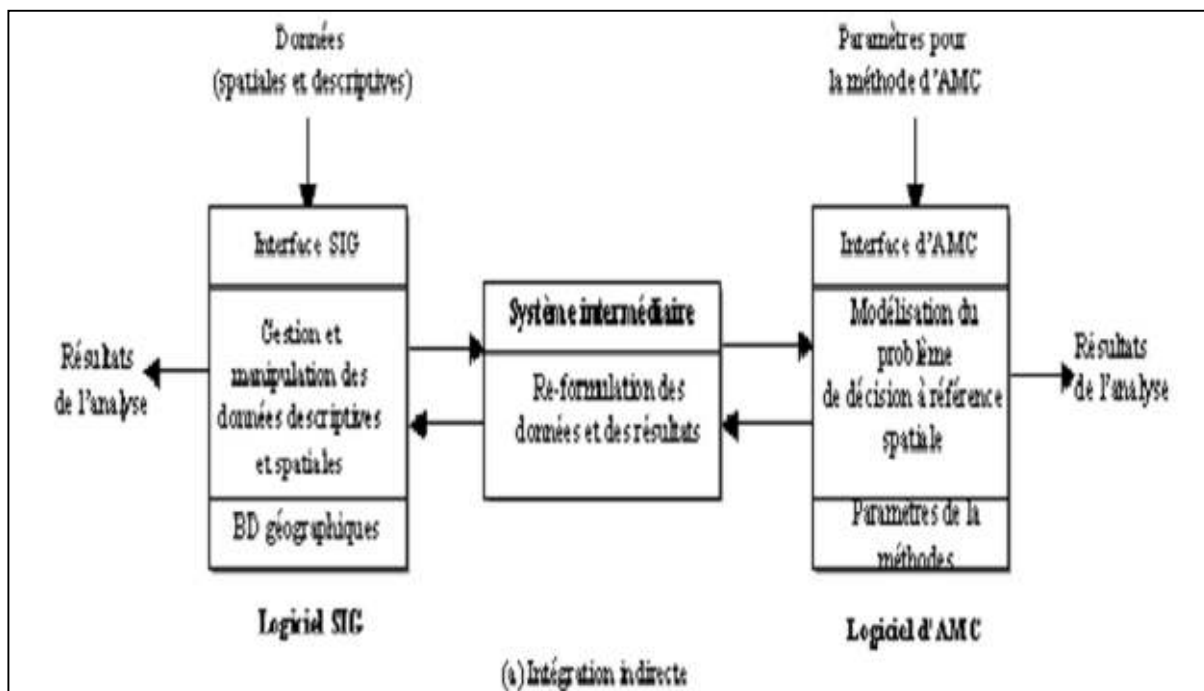 Données
(spatiales et descriptives)
Paramètres pour
la méthode d'AMC
Interface SIG
Gestion et
manipulation des
données descriptives
et spatiales
BD géographiques
Logiciel SIG
Résultats
de l'analyse
Système intermédiaire
Re-formulation des
données et des résultats
Interface d'AMC
Modélisation du
problème
de décision à référence
spatiale
Paramètres de la
méthodes
Logiciel d'AMC
Résultats
de l'analyse
(a) Intégration indirecte